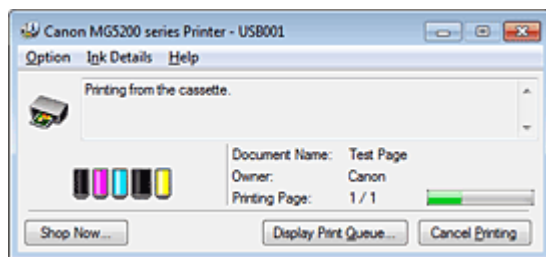 Canon MG5200 series Printer - USB001
Option Ink Details Help
Printing from the cassette.
Document Name: Test Page
Owner: Canon
Printing Page: 1 / 1
Shop Now... Display Print Queue... Cancel Printing